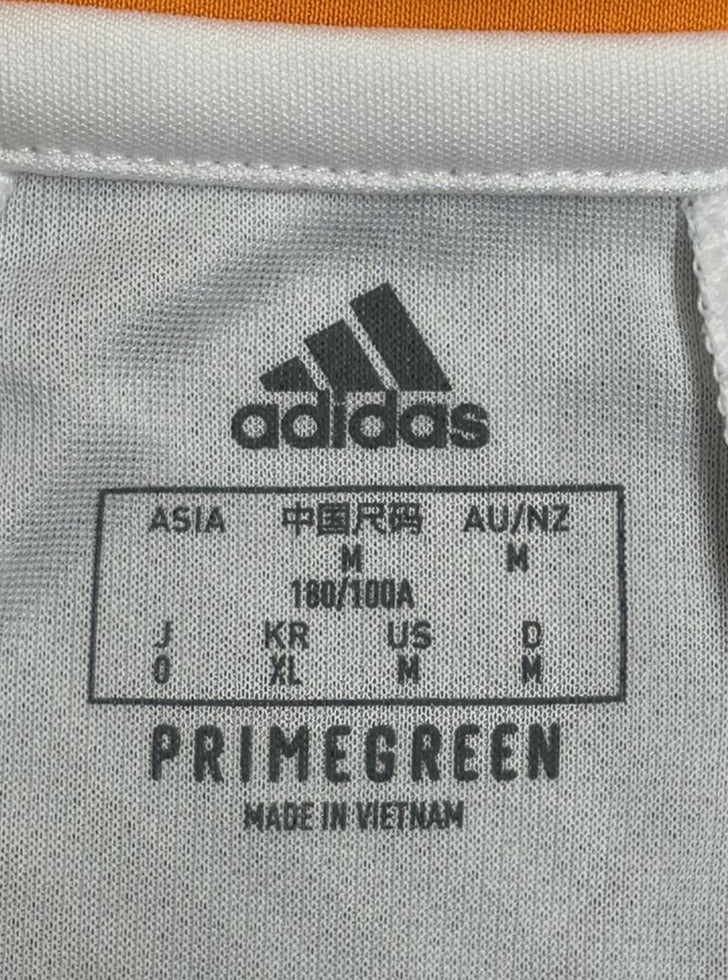 adidas
ASIA 中国尺码 AU/NZ
M M
180/100A
J KR US D
O XL M M
PRIMEGREEN
MADE IN VIETNAM